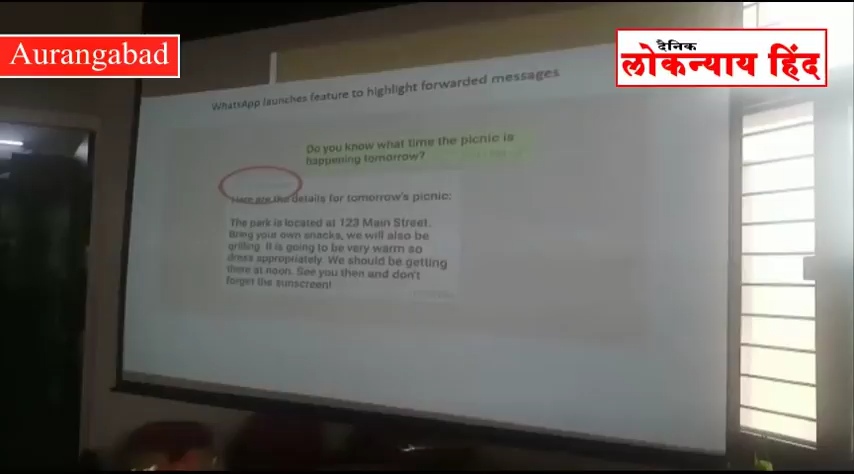 Aurangabad
दैनिक
लोकन्याय हिंद
WhatsApp launches feature to highlight forwarded messages
Do you know what time the picnic is
happening tomorrow?
Here are the details for tomorrow's picnic:
The park is located at 123 Main Street.
Bring your own snacks, we will also be
grilling. It is going to be very warm so
dress appropriately. We should be getting
there at noon. See you then and don't
forget the sunscreen!